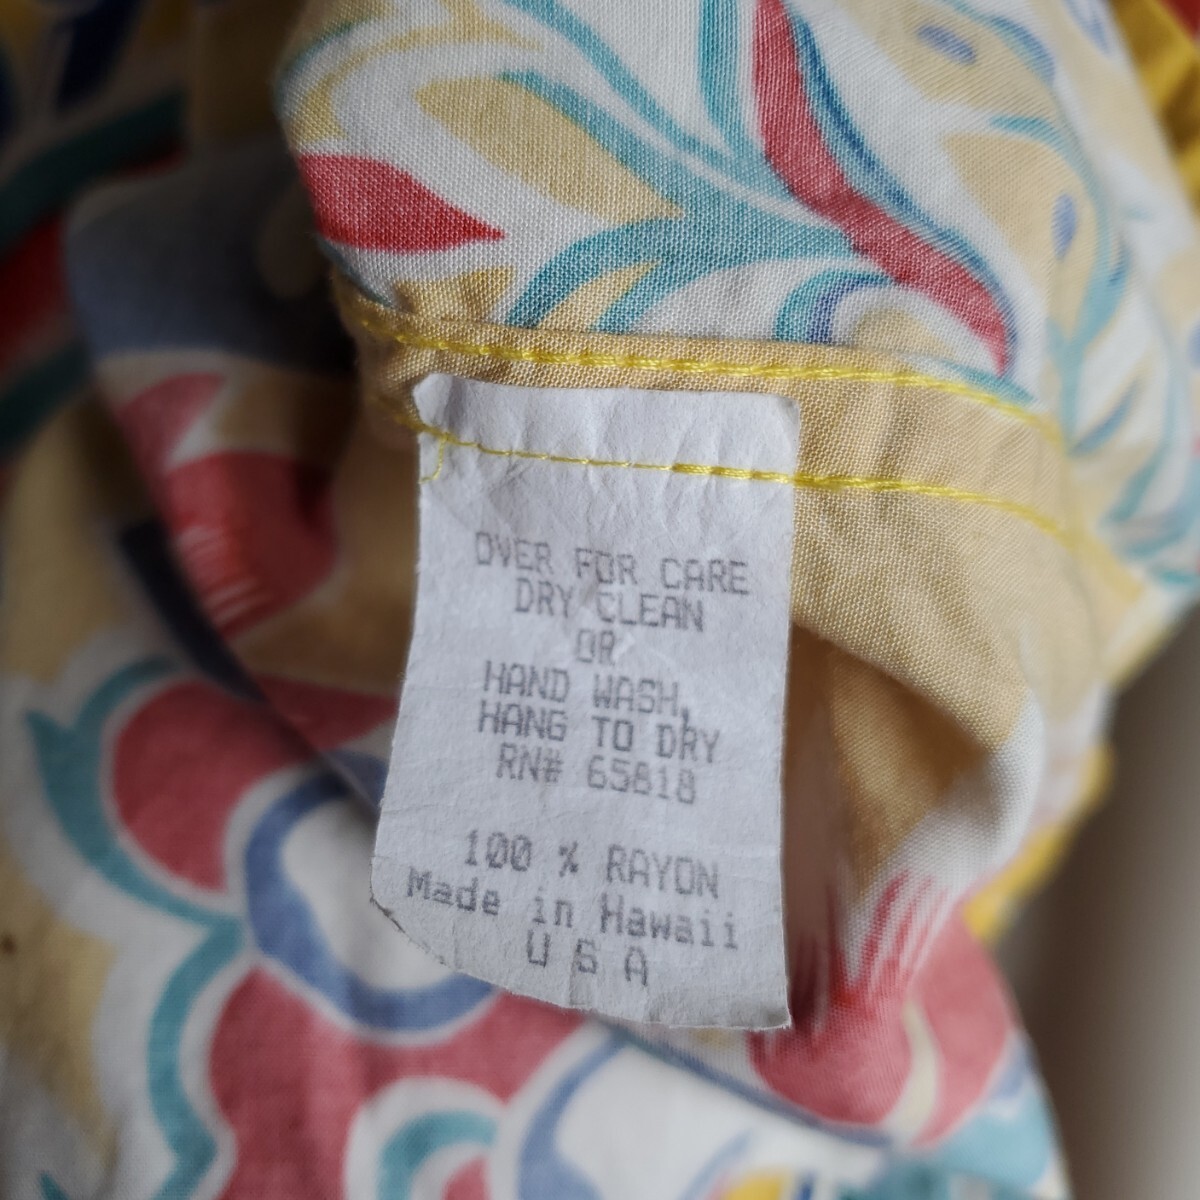 OVER FOR CARE
DRY CLEAN
OR
HAND WASH,
HANG TO DRY
RN# 65818
100 % RAYON
Made in Hawaii
U S A